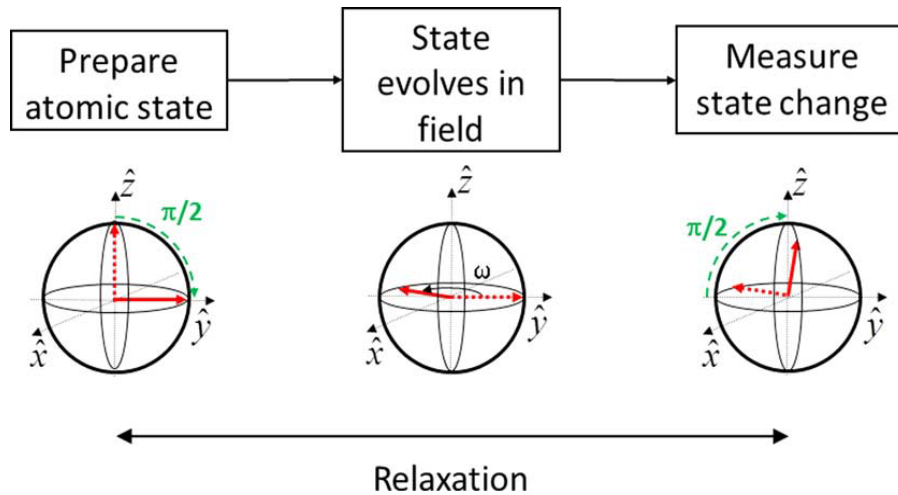 Prepare
atomic state
State
evolves in
field
Measure
state change
ẑ
π/2
ŷ
x̂
ẑ
ω
ŷ
x̂
ẑ
π/2
ŷ
x̂
Relaxation